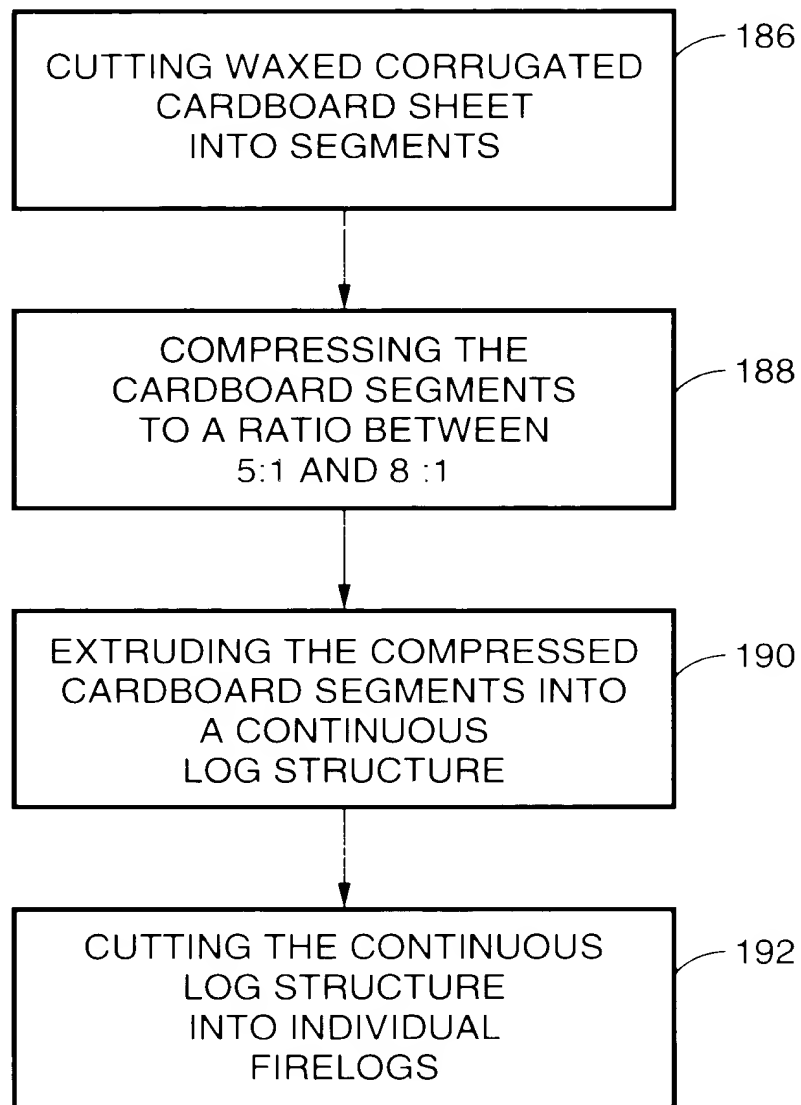 186
CUTTING WAXED CORRUGATED
CARDBOARD SHEET
INTO SEGMENTS
COMPRESSING THE
CARDBOARD SEGMENTS
TO A RATIO BETWEEN
5:1 AND 8 :1
188
EXTRUDING THE COMPRESSED
CARDBOARD SEGMENTS INTO
A CONTINUOUS
LOG STRUCTURE
190
CUTTING THE CONTINUOUS
LOG STRUCTURE
INTO INDIVIDUAL
FIRELOGS
192